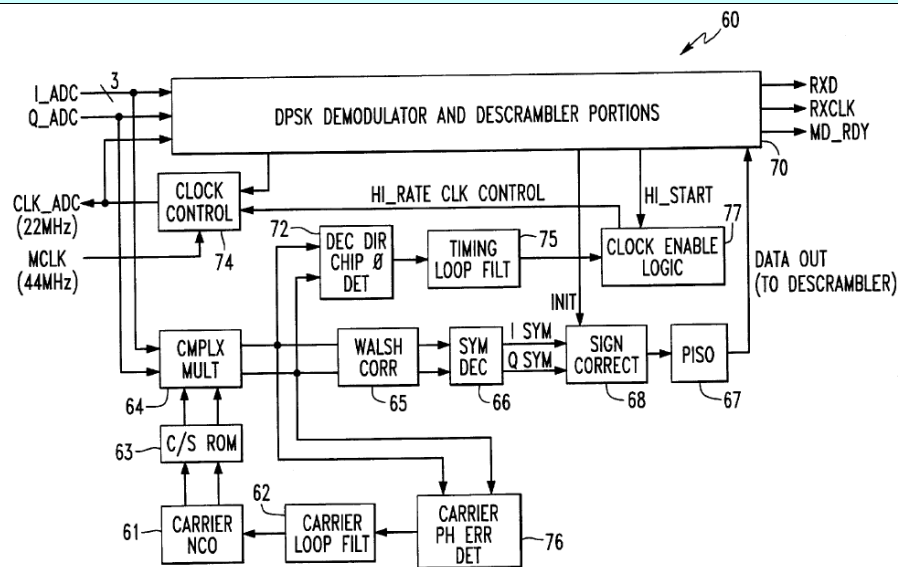 60
I_ADC
3
Q_ADC
DPSK DEMODULATOR AND DESCRAMBLER PORTIONS
RXD
RXCLK
MD_RDY
70
CLK_ADC
(22MHz)
CLOCK
CONTROL
74
HI_RATE CLK CONTROL
HI_START
MCLK
(44MHz)
72
DEC DIR
CHIP Ø
DET
75
TIMING
LOOP FILT
77
CLOCK ENABLE
LOGIC
DATA OUT
(TO DESCRAMBLER)
INIT
CMPLX
MULT
64
WALSH
CORR
65
SYM
DEC
66
I SYM
Q SYM
SIGN
CORRECT
68
PISO
67
63
C/S ROM
61
CARRIER
NCO
62
CARRIER
LOOP FILT
CARRIER
PH ERR
DET
76